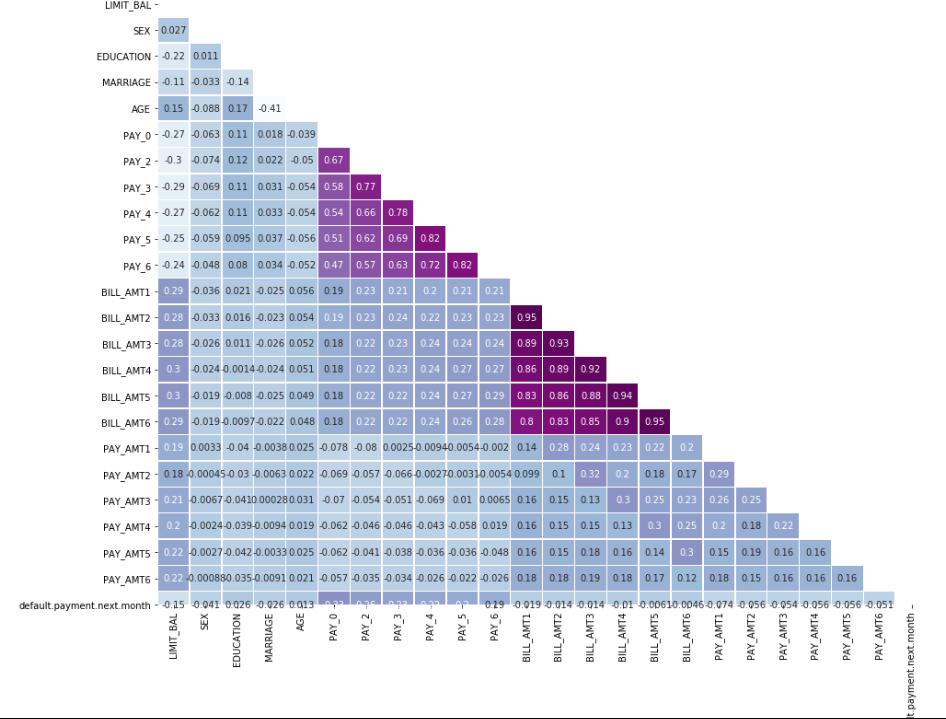 LIMIT_BAL
SEX 0.027
EDUCATION -0.22 0.011
MARRIAGE -0.11 -0.033 -0.14
AGE 0.15 -0.088 0.17 -0.41
PAY_0 -0.27 -0.063 0.11 0.018 -0.039
PAY_2 -0.3 -0.074 0.12 0.022 -0.05 0.67
PAY_3 -0.29 -0.069 0.11 0.031 -0.054 0.58 0.77
PAY_4 -0.27 -0.062 0.11 0.033 -0.054 0.54 0.66 0.78
PAY_5 -0.25 -0.059 0.095 0.037 -0.056 0.51 0.62 0.69 0.82
PAY_6 -0.24 -0.048 0.08 0.034 -0.052 0.47 0.57 0.63 0.72 0.82
BILL_AMT1 0.29 -0.036 0.021 -0.025 0.056 0.19 0.23 0.21 0.2 0.21 0.21
BILL_AMT2 0.28 -0.033 0.016 -0.023 0.054 0.19 0.23 0.24 0.22 0.23 0.23 0.95
BILL_AMT3 0.28 -0.026 0.011 -0.026 0.052 0.18 0.22 0.23 0.24 0.24 0.24 0.89 0.93
BILL_AMT4 0.3 -0.024 -0.0014 -0.024 0.051 0.18 0.22 0.23 0.24 0.27 0.27 0.86 0.89 0.92
BILL_AMT5 0.3 -0.019 -0.008 -0.025 0.049 0.18 0.22 0.22 0.24 0.27 0.29 0.83 0.86 0.88 0.94
BILL_AMT6 0.29 -0.019 -0.0097 -0.022 0.048 0.18 0.22 0.22 0.24 0.26 0.28 0.8 0.83 0.85 0.9 0.95
PAY_AMT1 0.19 0.0033 -0.04 -0.0038 0.025 -0.078 -0.08 0.0025 -0.0094 -0.0054 -0.002 0.14 0.28 0.24 0.23 0.22 0.2
PAY_AMT2 0.18 -0.00045 -0.03 -0.0063 0.022 -0.069 -0.057 -0.066 -0.0027 -0.0031 -0.0054 0.099 0.1 0.32 0.2 0.18 0.17 0.29
PAY_AMT3 0.21 -0.0067 -0.041 0.00028 0.031 -0.07 -0.054 -0.051 -0.069 0.01 0.0065 0.16 0.15 0.13 0.3 0.25 0.23 0.26 0.25
PAY_AMT4 0.2 -0.0024 -0.039 -0.0094 0.019 -0.062 -0.046 -0.046 -0.043 -0.058 0.019 0.16 0.15 0.15 0.13 0.3 0.25 0.2 0.18 0.22
PAY_AMT5 0.22 -0.0027 -0.042 -0.0033 0.025 -0.062 -0.041 -0.038 -0.036 -0.036 -0.048 0.16 0.15 0.18 0.16 0.14 0.3 0.15 0.19 0.16 0.16
PAY_AMT6 0.22 -0.00088 -0.035 -0.0091 0.021 -0.057 -0.035 -0.034 -0.026 -0.022 -0.026 0.18 0.18 0.19 0.18 0.17 0.12 0.18 0.15 0.16 0.16 0.16
default.payment.next.month -0.15 -0.041 0.026 -0.026 0.013 0.19 -0.019 -0.014 -0.014 -0.01 -0.0061 -0.0046 -0.074 -0.056 -0.054 -0.056 -0.056 -0.051
LIMIT_BAL SEX EDUCATION MARRIAGE AGE PAY_0 PAY_2 PAY_3 PAY_4 PAY_5 PAY_6 BILL_AMT1 BILL_AMT2 BILL_AMT3 BILL_AMT4 BILL_AMT5 BILL_AMT6 PAY_AMT1 PAY_AMT2 PAY_AMT3 PAY_AMT4 PAY_AMT5 PAY_AMT6 lt.payment.next.month